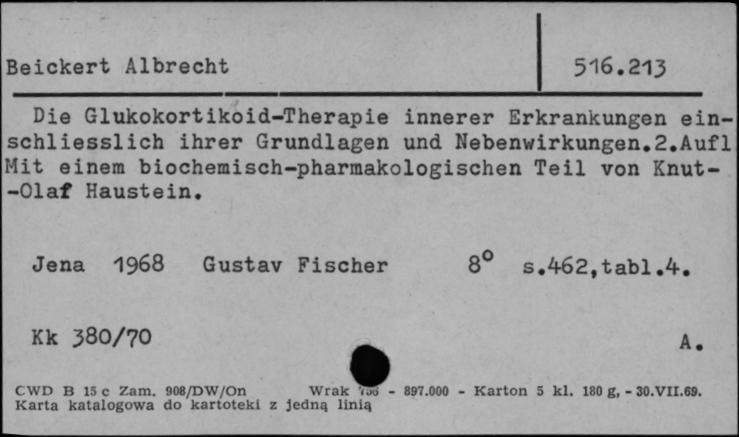 Beickert Albrecht 516.213
Die Glukokortikoid-Therapie innerer Erkrankungen ein-
schliesslich ihrer Grundlagen und Nebenwirkungen.2.Aufl
Mit einem biochemisch-pharmakologischen Teil von Knut-
-Olaf Haustein.
Jena 1968 Gustav Fischer 8° s.462,tabl.4.
Kk 380/70 A.
CWD B 15 c Zam. 908/DW/On Wrak - 897.000 - Karton 5 kl. 180 g, - 30.VII.69.
Karta katalogowa do kartoteki z jedną linią